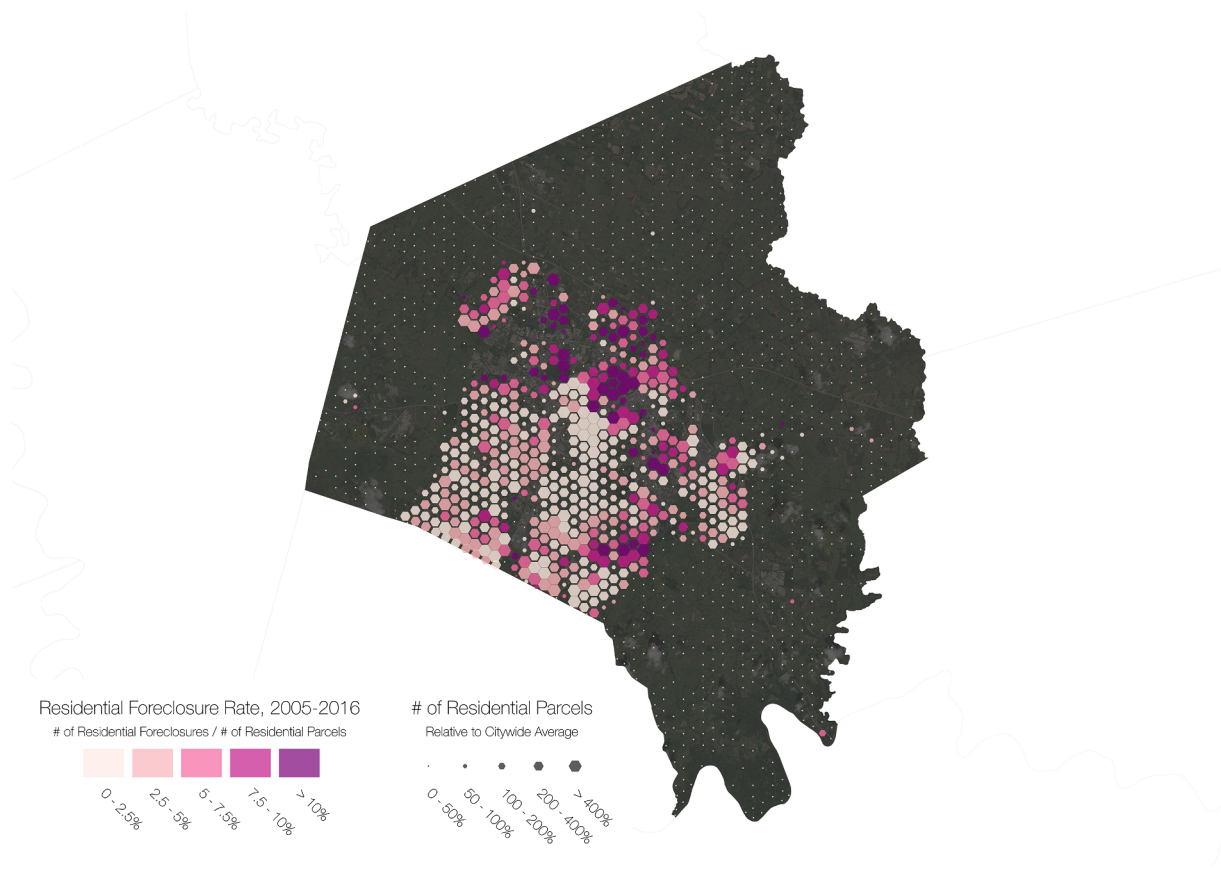 Residential Foreclosure Rate, 2005-2016
# of Residential Foreclosures / # of Residential Parcels
0 - 2.5%
2.5 - 5%
5 - 7.5%
7.5 - 10%
> 10%
# of Residential Parcels
Relative to Citywide Average
0 - 50%
50 - 100%
100 - 200%
200 - 400%
> 400%